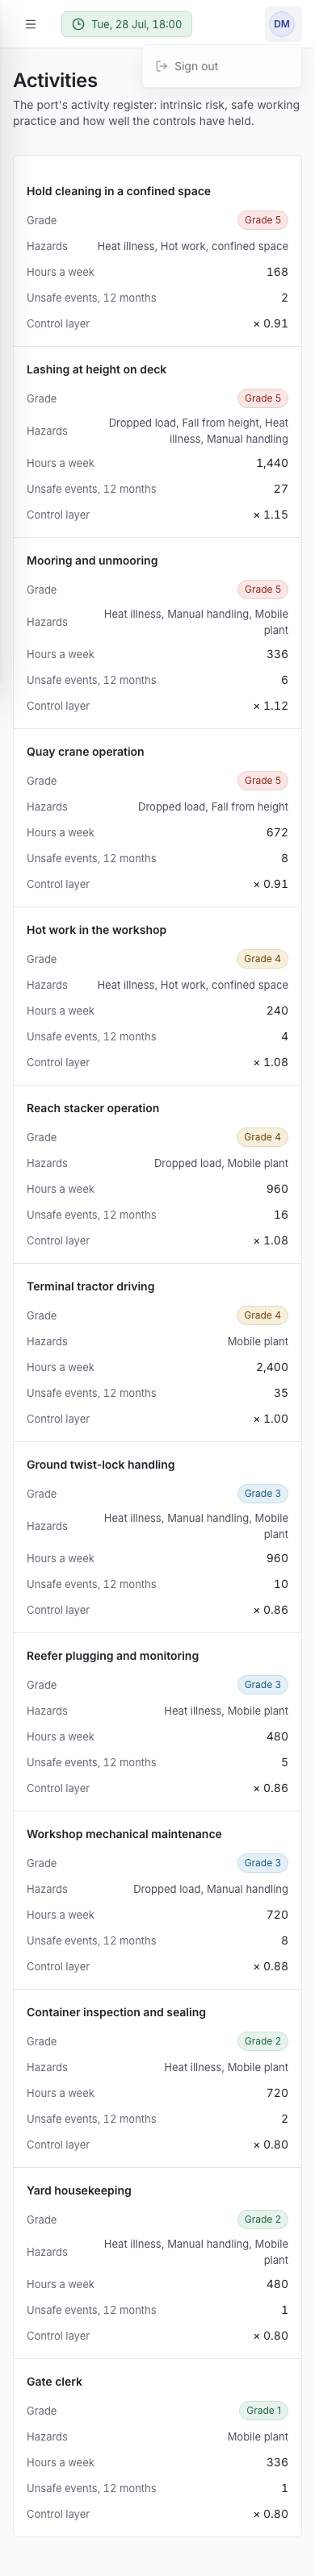 Tue, 28 Jul, 18:00
DM
Sign out
Activities
The port's activity register: intrinsic risk, safe working
practice and how well the controls have held.
Hold cleaning in a confined space
Grade Grade 5
Hazards Heat illness, Hot work, confined space
Hours a week 168
Unsafe events, 12 months 2
Control layer × 0.91
Lashing at height on deck
Grade Grade 5
Hazards Dropped load, Fall from height, Heat
illness, Manual handling
Hours a week 1,440
Unsafe events, 12 months 27
Control layer × 1.15
Mooring and unmooring
Grade Grade 5
Hazards Heat illness, Manual handling, Mobile
plant
Hours a week 336
Unsafe events, 12 months 6
Control layer × 1.12
Quay crane operation
Grade Grade 5
Hazards Dropped load, Fall from height
Hours a week 672
Unsafe events, 12 months 8
Control layer × 0.91
Hot work in the workshop
Grade Grade 4
Hazards Heat illness, Hot work, confined space
Hours a week 240
Unsafe events, 12 months 4
Control layer × 1.08
Reach stacker operation
Grade Grade 4
Hazards Dropped load, Mobile plant
Hours a week 960
Unsafe events, 12 months 16
Control layer × 1.08
Terminal tractor driving
Grade Grade 4
Hazards Mobile plant
Hours a week 2,400
Unsafe events, 12 months 35
Control layer × 1.00
Ground twist-lock handling
Grade Grade 3
Hazards Heat illness, Manual handling, Mobile
plant
Hours a week 960
Unsafe events, 12 months 10
Control layer × 0.86
Reefer plugging and monitoring
Grade Grade 3
Hazards Heat illness, Mobile plant
Hours a week 480
Unsafe events, 12 months 5
Control layer × 0.86
Workshop mechanical maintenance
Grade Grade 3
Hazards Dropped load, Manual handling
Hours a week 720
Unsafe events, 12 months 8
Control layer × 0.88
Container inspection and sealing
Grade Grade 2
Hazards Heat illness, Mobile plant
Hours a week 720
Unsafe events, 12 months 2
Control layer × 0.80
Yard housekeeping
Grade Grade 2
Hazards Heat illness, Manual handling, Mobile
plant
Hours a week 480
Unsafe events, 12 months 1
Control layer × 0.80
Gate clerk
Grade Grade 1
Hazards Mobile plant
Hours a week 336
Unsafe events, 12 months 1
Control layer × 0.80